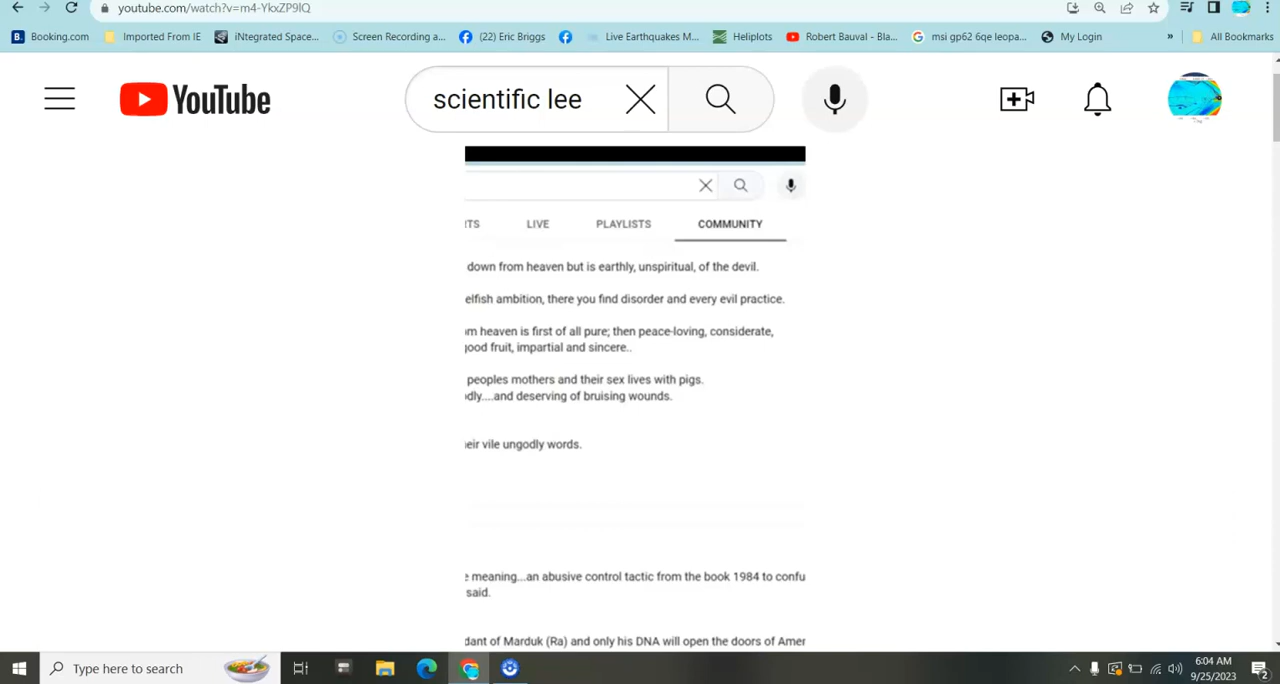 youtube.com/watch?v=m4-YkxZP9lQ
Booking.com
Imported From IE
iNtegrated Space...
Screen Recording a...
(22) Eric Briggs
Live Earthquakes M...
Heliplots
Robert Bauval - Bla...
msi gp62 6qe leopa...
My Login
»
All Bookmarks
YouTube
scientific lee
TS
LIVE
PLAYLISTS
COMMUNITY
down from heaven but is earthly, unspiritual, of the devil.
elfish ambition, there you find disorder and every evil practice.
m heaven is first of all pure; then peace-loving, considerate,
good fruit, impartial and sincere..
peoples mothers and their sex lives with pigs.
dly....and deserving of bruising wounds.
eir vile ungodly words.
e meaning...an abusive control tactic from the book 1984 to confu
said.
dant of Marduk (Ra) and only his DNA will open the doors of Amer
Type here to search
6:04 AM
9/25/2023
2